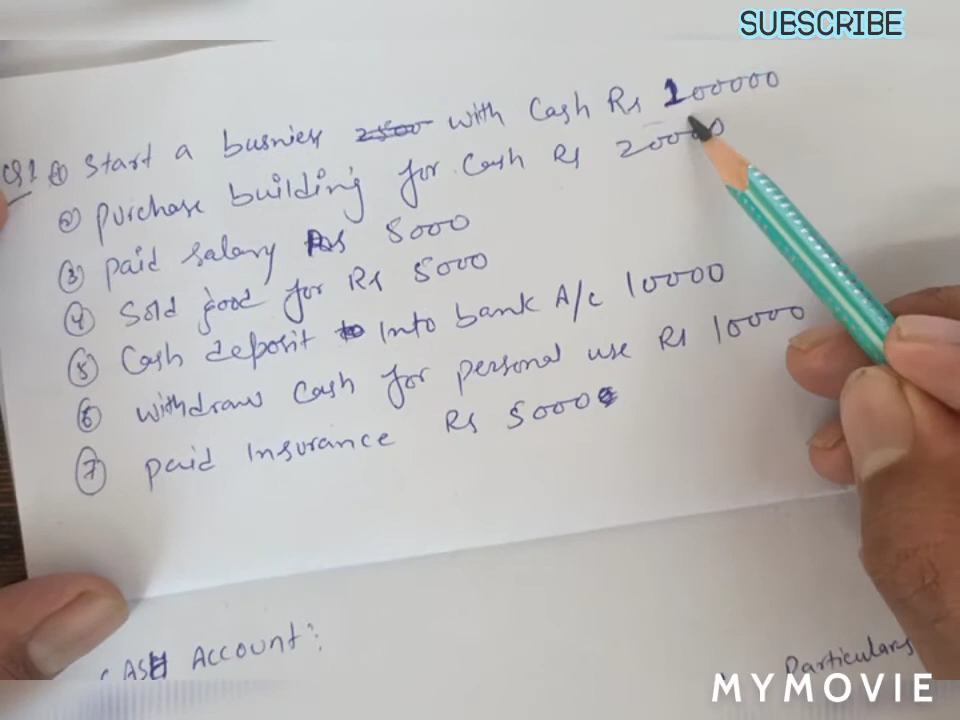 SUBSCRIBE
Q1 ① Start a business 2500 with Cash Rs 100000
② purchase building for Cash Rs 20000
③ paid salary Rs 5000
④ Sold good for Rs 5000
⑤ Cash deposit to Into bank A/c 10000
⑥ withdraw Cash for personal use Rs 10000
⑦ paid Insurance Rs 5000
CASH ACCOUNT:
Particulars
MYMOVIE